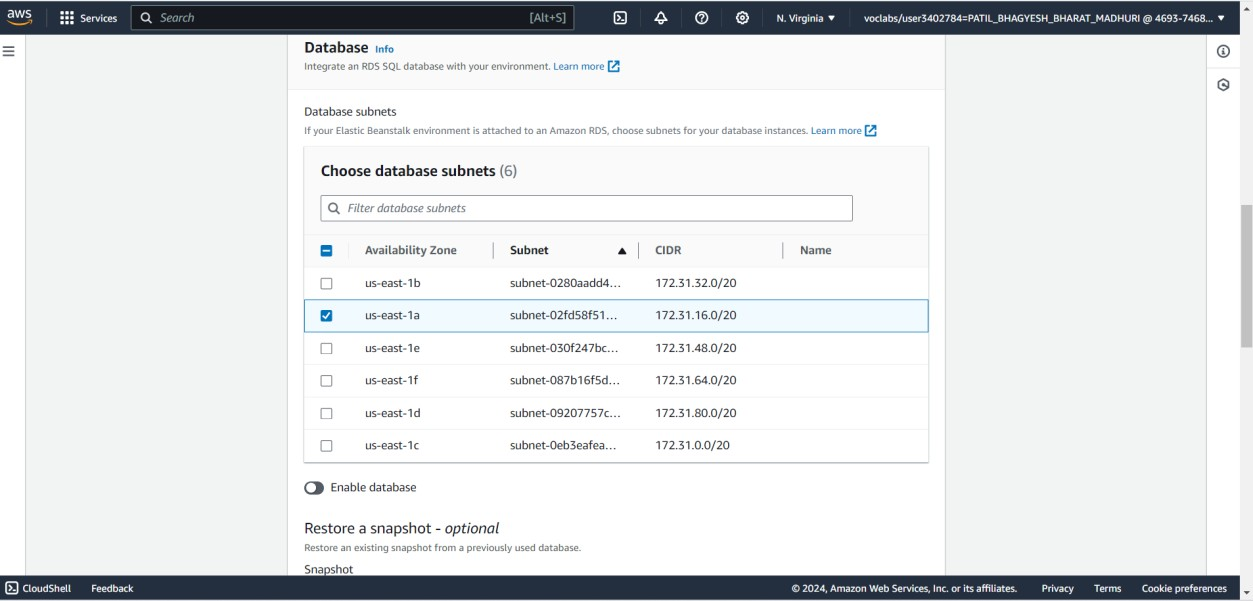 aws Services Search [Alt+S] N. Virginia voclabs/user3402784=PATIL_BHAGYESH_BHARAT_MADHURI @ 4693-7468...
Database Info
Integrate an RDS SQL database with your environment. Learn more
Database subnets
If your Elastic Beanstalk environment is attached to an Amazon RDS, choose subnets for your database instances. Learn more
Choose database subnets (6)
Filter database subnets
Availability Zone Subnet CIDR Name
us-east-1b subnet-0280aadd4... 172.31.32.0/20
us-east-1a subnet-02fd58f51... 172.31.16.0/20
us-east-1e subnet-030f247bc... 172.31.48.0/20
us-east-1f subnet-087b16f5d... 172.31.64.0/20
us-east-1d subnet-09207757c... 172.31.80.0/20
us-east-1c subnet-0eb3eafea... 172.31.0.0/20
Enable database
Restore a snapshot - optional
Restore an existing snapshot from a previously used database.
Snapshot
CloudShell Feedback © 2024, Amazon Web Services, Inc. or its affiliates. Privacy Terms Cookie preferences